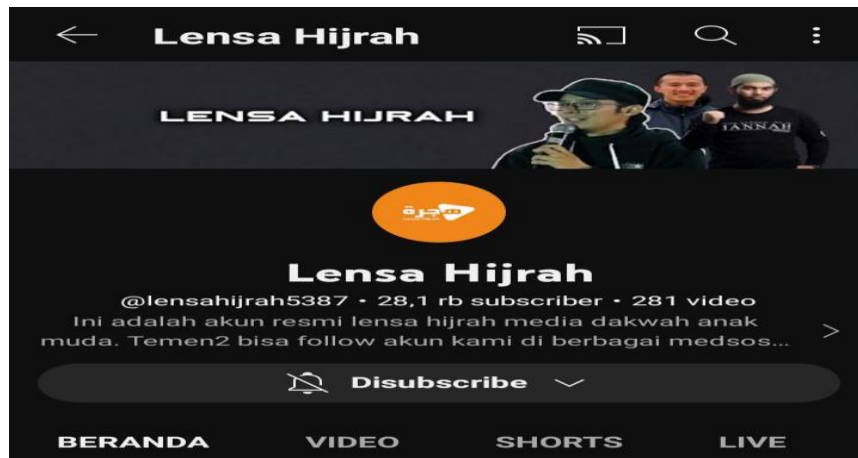 Lensa Hijrah
LENSA HIJRAH
JANNAH
Lensa Hijrah
@lensahijrah5387 • 28,1 rb subscriber • 281 video
Ini adalah akun resmi lensa hijrah media dakwah anak
muda. Temen2 bisa follow akun kami di berbagai medsos...
Disubscribe
BERANDA VIDEO SHORTS LIVE